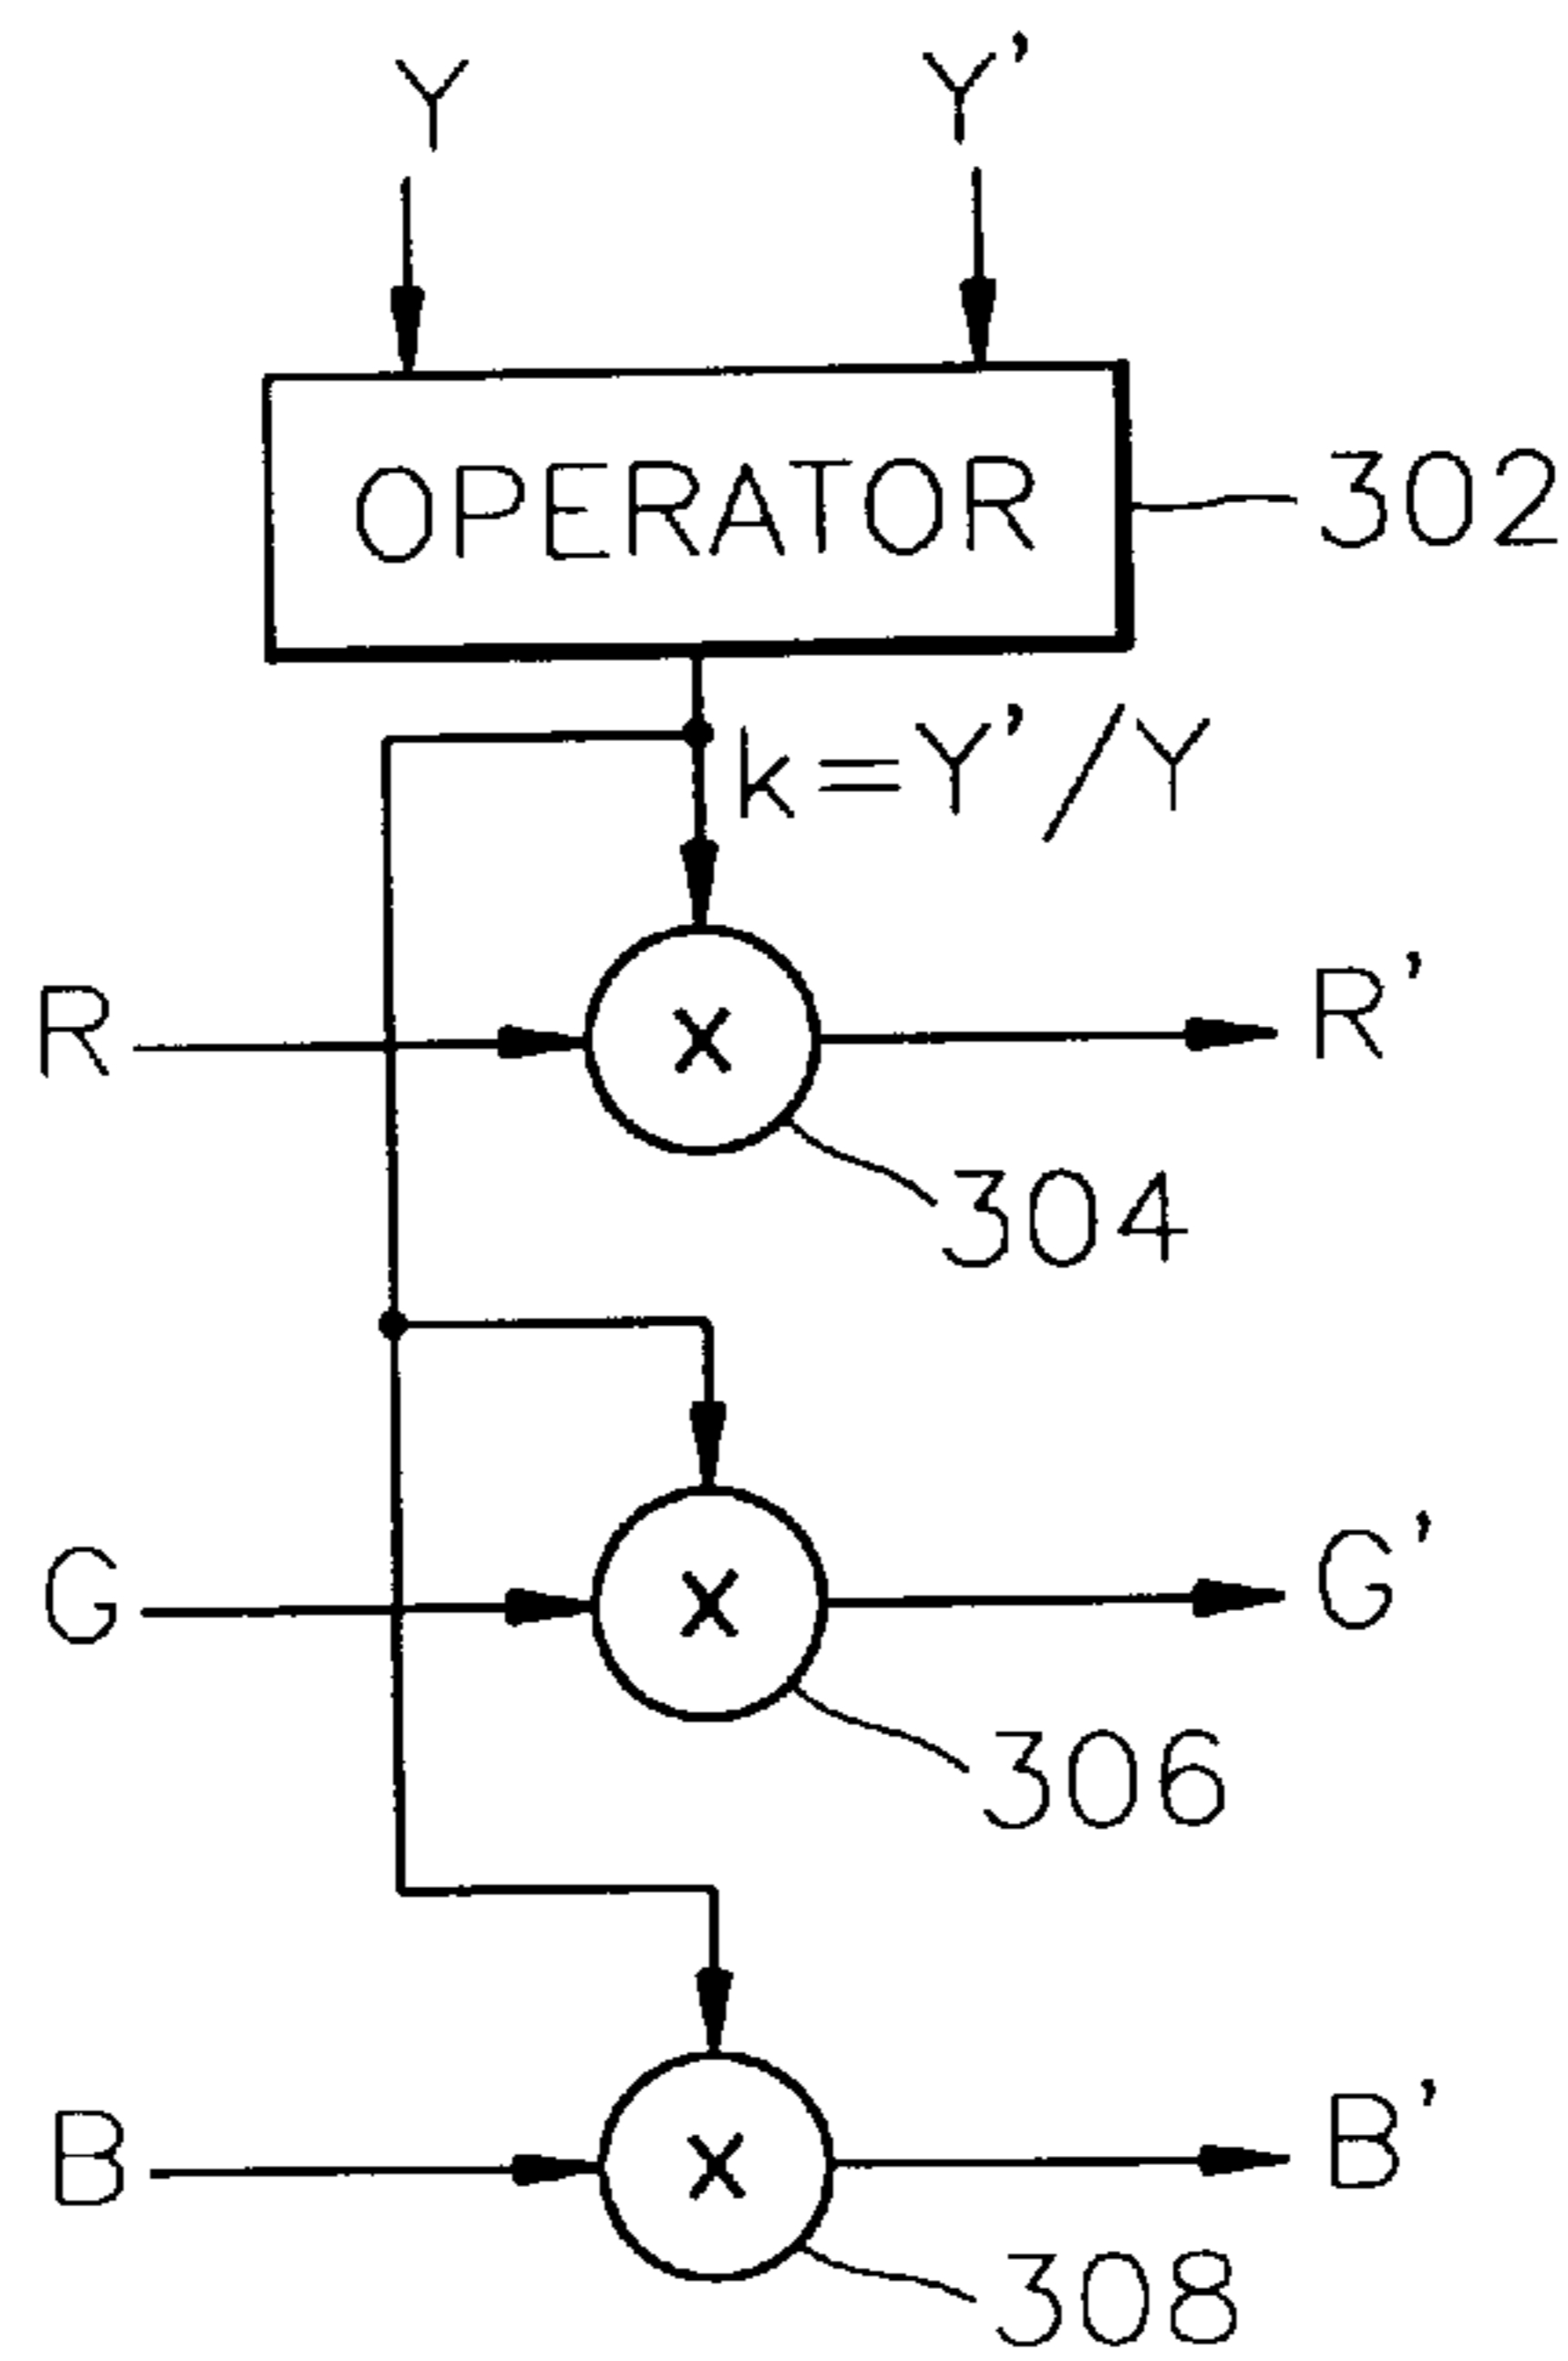 Y Y'
OPERATOR 302
k=Y'/Y
R x R'
304
G x G'
306
B x B'
308